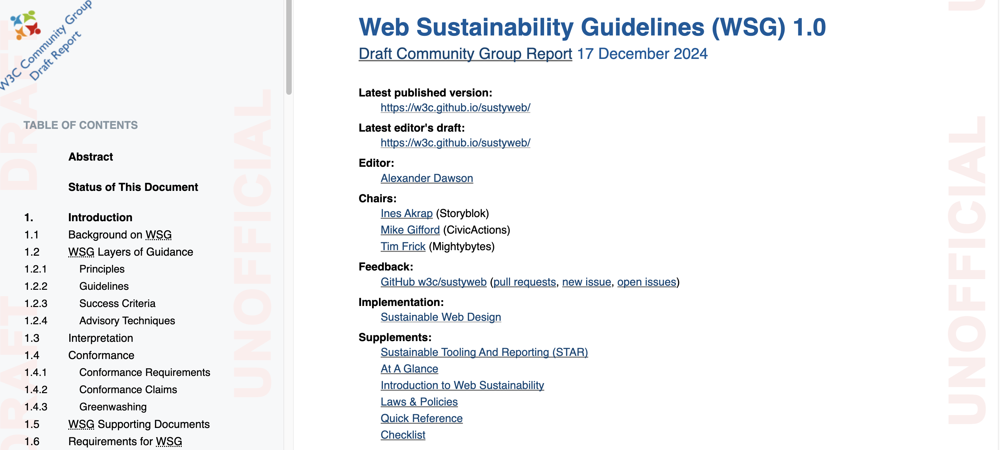 W3C Community Group
Draft Report
DRAFT
UNOFFICIAL
TABLE OF CONTENTS
Abstract
Status of This Document
1. Introduction
1.1 Background on WSG
1.2 WSG Layers of Guidance
1.2.1 Principles
1.2.2 Guidelines
1.2.3 Success Criteria
1.2.4 Advisory Techniques
1.3 Interpretation
1.4 Conformance
1.4.1 Conformance Requirements
1.4.2 Conformance Claims
1.4.3 Greenwashing
1.5 WSG Supporting Documents
1.6 Requirements for WSG
DRAFT
Web Sustainability Guidelines (WSG) 1.0
Draft Community Group Report 17 December 2024
Latest published version:
https://w3c.github.io/sustyweb/
Latest editor's draft:
https://w3c.github.io/sustyweb/
Editor:
Alexander Dawson
Chairs:
Ines Akrap (Storyblok)
Mike Gifford (CivicActions)
Tim Frick (Mightybytes)
Feedback:
GitHub w3c/sustyweb (pull requests, new issue, open issues)
Implementation:
Sustainable Web Design
Supplements:
Sustainable Tooling And Reporting (STAR)
At A Glance
Introduction to Web Sustainability
Laws & Policies
Quick Reference
Checklist
UNOFFICIAL